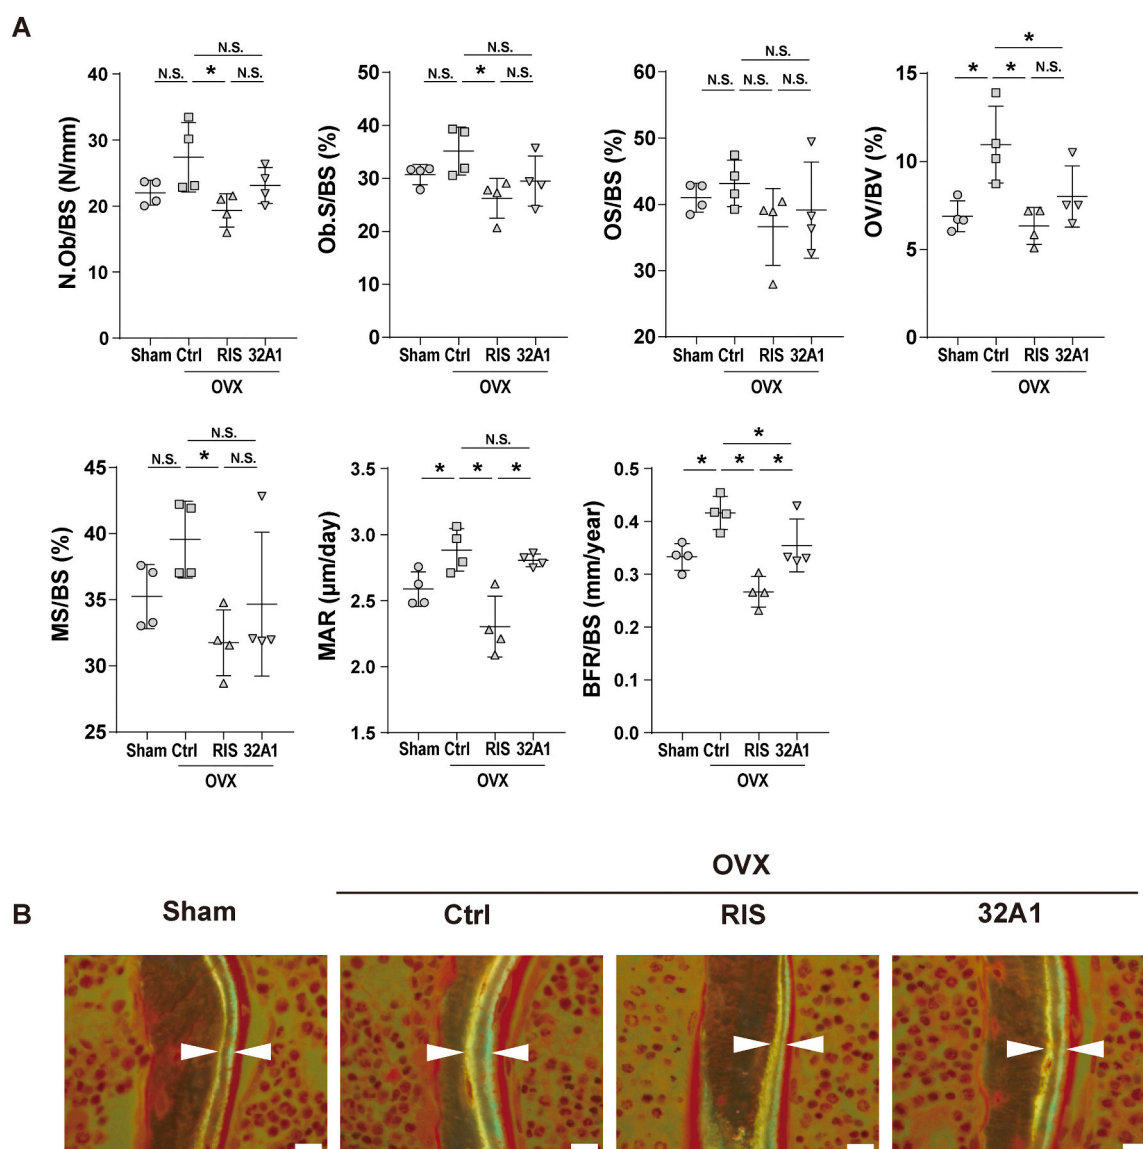 A
N.S.
N.S. * N.S.
N.Ob/BS (N/mm)
40
30
20
10
0
Sham Ctrl RIS 32A1
OVX
N.S.
N.S. * N.S.
Ob.S/BS (%)
50
40
30
20
10
0
Sham Ctrl RIS 32A1
OVX
N.S.
N.S. N.S. N.S.
OS/BS (%)
60
50
40
30
20
Sham Ctrl RIS 32A1
OVX
*
* * N.S.
OV/BV (%)
15
10
5
0
Sham Ctrl RIS 32A1
OVX
N.S.
N.S. * N.S.
MS/BS (%)
45
40
35
30
25
Sham Ctrl RIS 32A1
OVX
N.S.
* * *
MAR (μm/day)
3.5
3.0
2.5
2.0
1.5
Sham Ctrl RIS 32A1
OVX
*
* * *
BFR/BS (mm/year)
0.5
0.4
0.3
0.2
0.1
0.0
Sham Ctrl RIS 32A1
OVX
OVX
B Sham Ctrl RIS 32A1